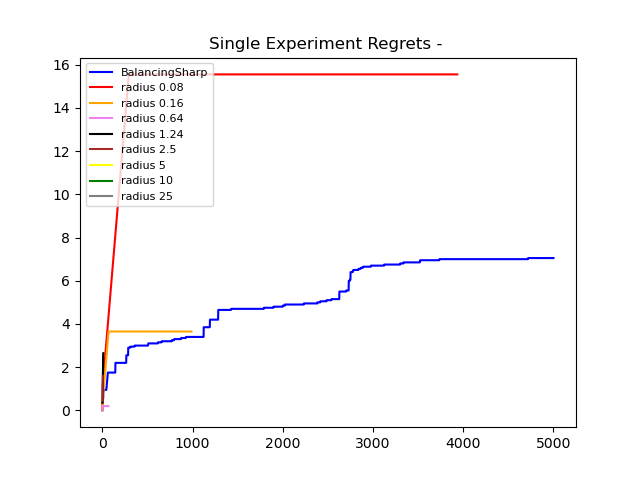 Single Experiment Regrets -
16
14
12
10
8
6
4
2
0
BalancingSharp
radius 0.08
radius 0.16
radius 0.64
radius 1.24
radius 2.5
radius 5
radius 10
radius 25
0 1000 2000 3000 4000 5000